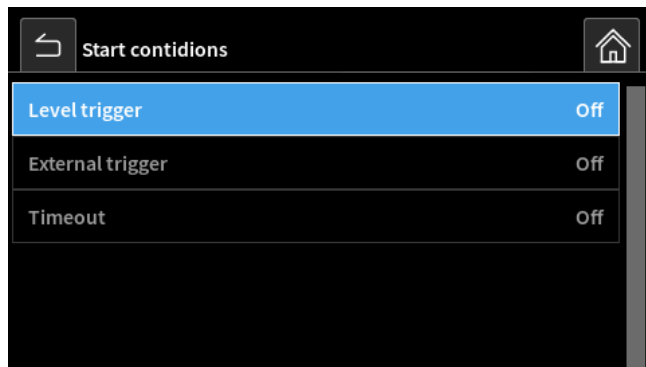 Start contidions
Level trigger Off
External trigger Off
Timeout Off